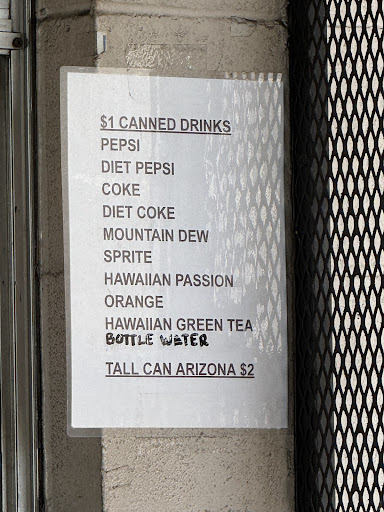 $1 CANNED DRINKS
PEPSI
DIET PEPSI
COKE
DIET COKE
MOUNTAIN DEW
SPRITE
HAWAIIAN PASSION
ORANGE
HAWAIIAN GREEN TEA
BOTTLE WATER
TALL CAN ARIZONA $2